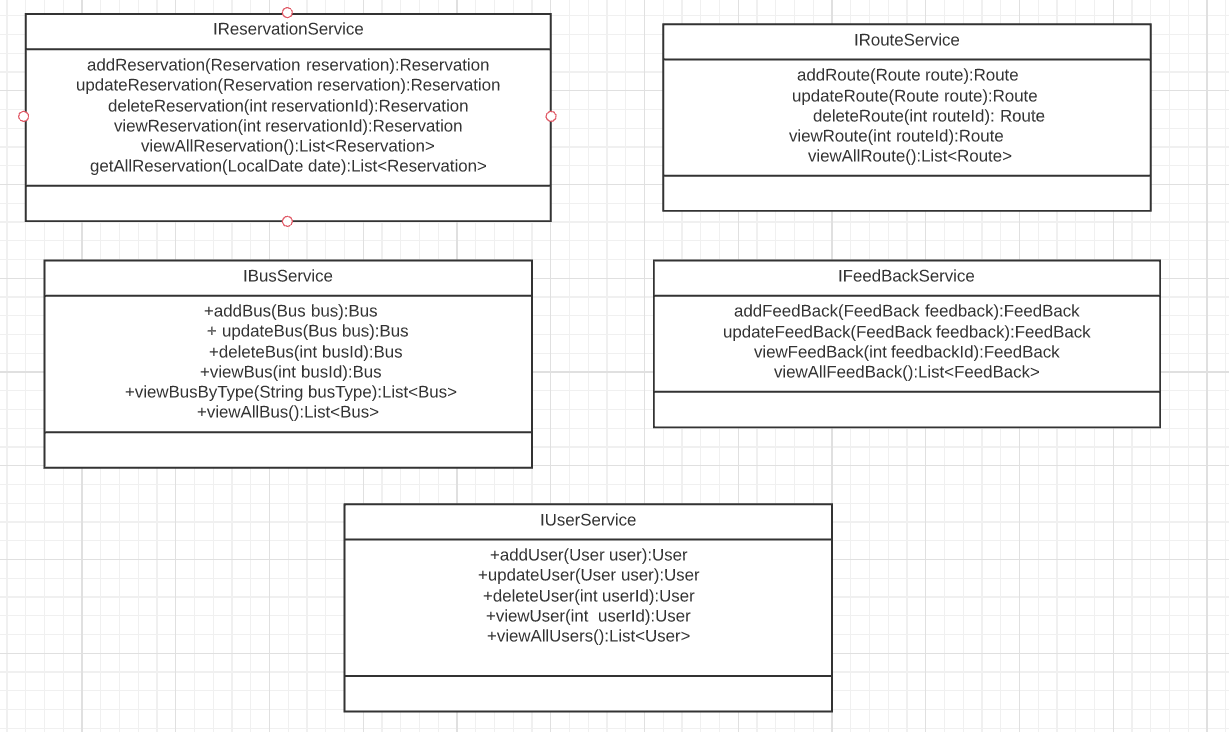 IReservationService
addReservation(Reservation reservation):Reservation
updateReservation(Reservation reservation):Reservation
deleteReservation(int reservationId):Reservation
viewReservation(int reservationId):Reservation
viewAllReservation():List<Reservation>
getAllReservation(LocalDate date):List<Reservation>
IRouteService
addRoute(Route route):Route
updateRoute(Route route):Route
deleteRoute(int routeId): Route
viewRoute(int routeId):Route
viewAllRoute():List<Route>
IBusService
+addBus(Bus bus):Bus
+ updateBus(Bus bus):Bus
+deleteBus(int busId):Bus
+viewBus(int busId):Bus
+viewBusByType(String busType):List<Bus>
+viewAllBus():List<Bus>
IFeedBackService
addFeedBack(FeedBack feedback):FeedBack
updateFeedBack(FeedBack feedback):FeedBack
viewFeedBack(int feedbackId):FeedBack
viewAllFeedBack():List<FeedBack>
IUserService
+addUser(User user):User
+updateUser(User user):User
+deleteUser(int userId):User
+viewUser(int  userId):User
+viewAllUsers():List<User>